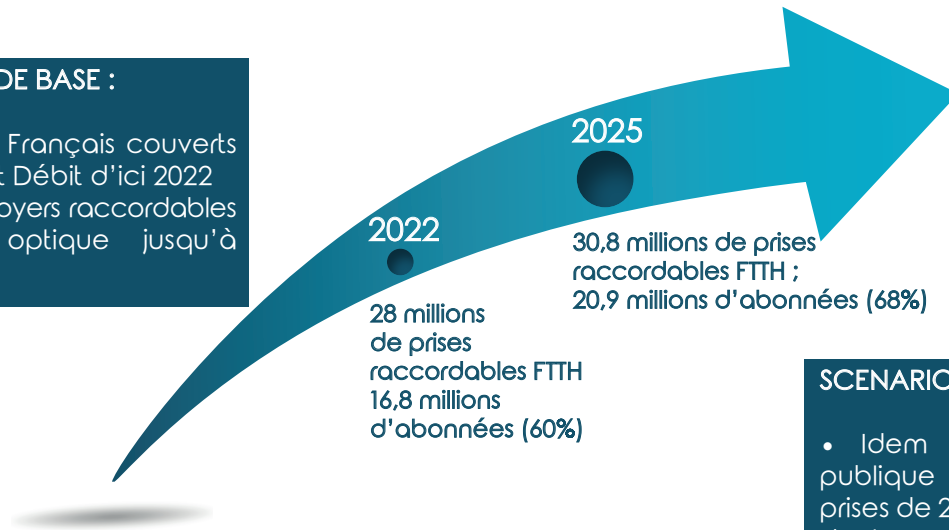 DE BASE :
Français couverts
Débit d’ici 2022
raccordables
optique jusqu’à
2025
2022
30,8 millions de prises
raccordables FTTH ;
20,9 millions d’abonnées (68%)
28 millions
de prises
raccordables FTTH
16,8 millions
d’abonnées (60%)
SCENARIO
• Idem
publique
prises de 2